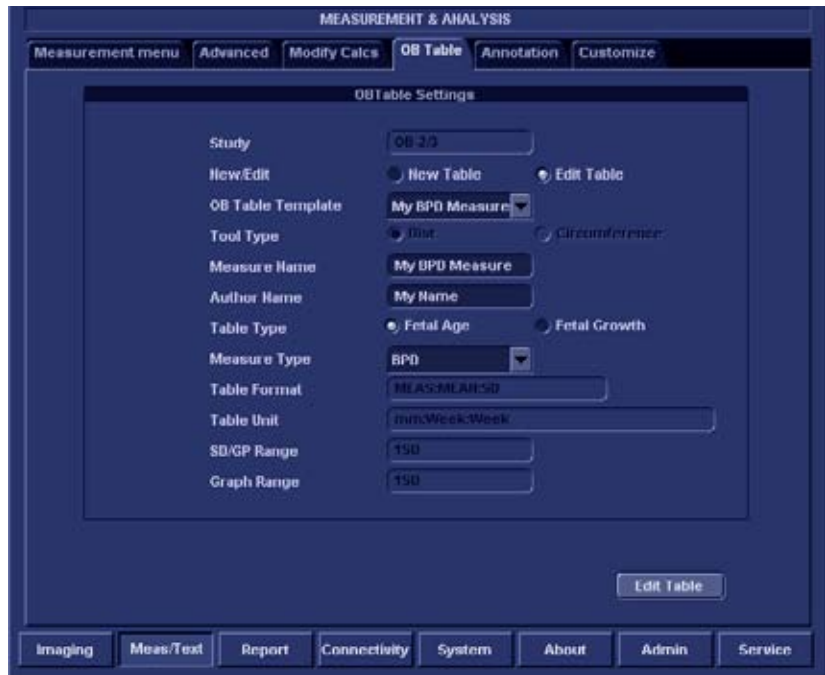 MEASUREMENT & ANALYSIS
Measurement menu Advanced Modify Calcs OB Table Annotation Customize
OBTable Settings
Study OB-2/3
New/Edit New Table Edit Table
OB Table Template My BPD Measure
Tool Type Dist. Circumference
Measure Name My BPD Measure
Author Name My Name
Table Type Fetal Age Fetal Growth
Measure Type BPD
Table Format MEAS:MEAN:SD
Table Unit mm:Week:Week
SD/GP Range 1SD
Graph Range 1SD
Edit Table
Imaging Meas/Text Report Connectivity System About Admin Service